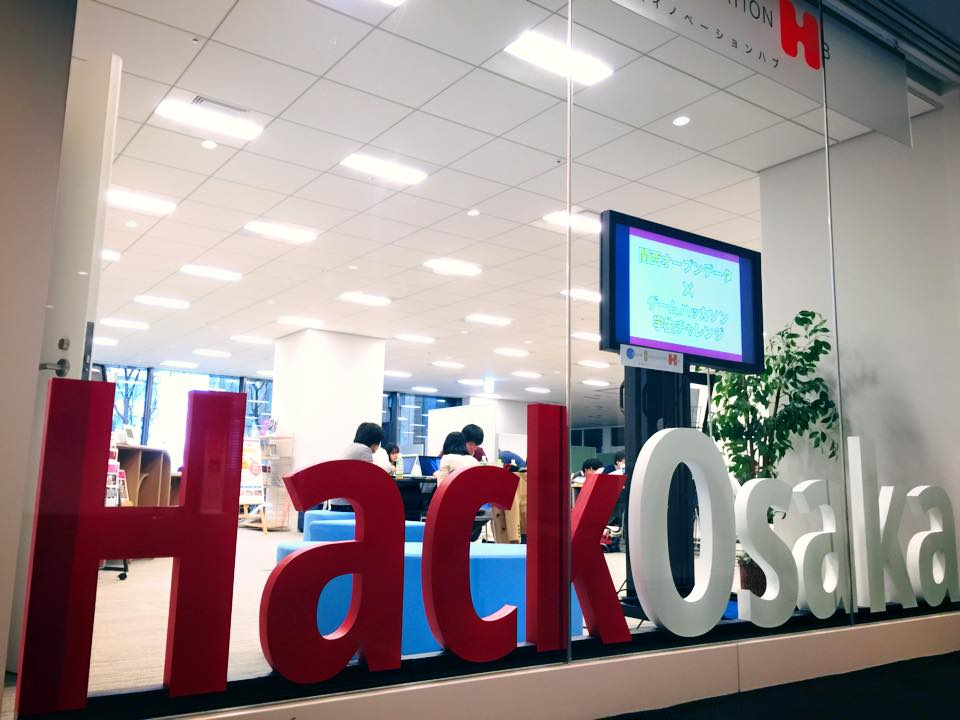 イノベーションハブ
関西オープンデータ
×
ゲームハッカソン
学生チャレンジ
HackOsaka